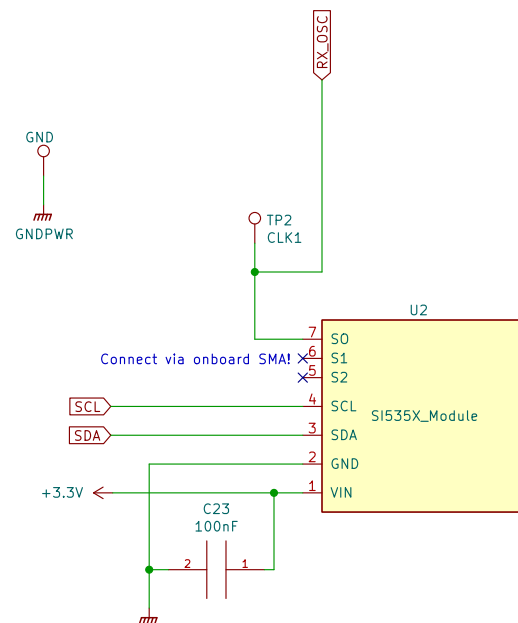 RX_OSC
GND
GNDPWR
TP2
CLK1
U2
7 SO
Connect via onboard SMA! 6 S1
5 S2
SCL 4 SCL
SI535X_Module
SDA 3 SDA
2 GND
+3.3V 1 VIN
C23
100nF
2 1